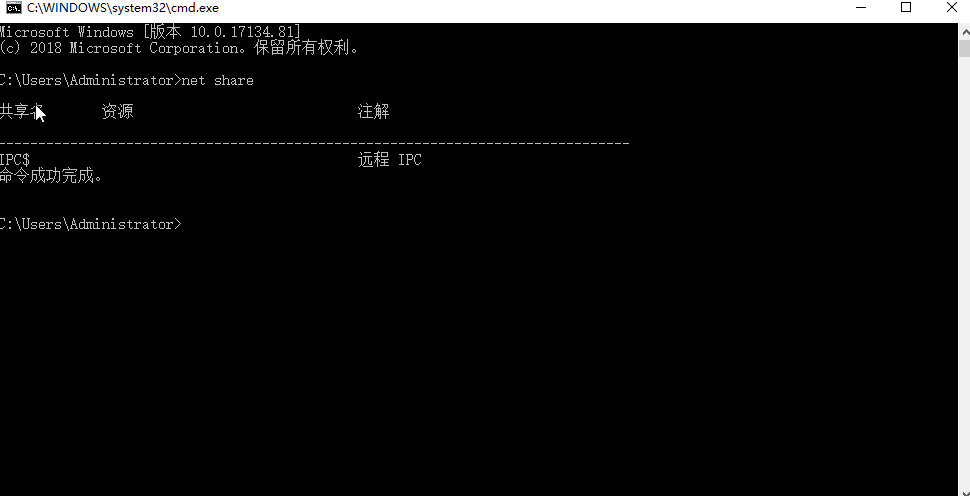 C:\WINDOWS\system32\cmd.exe
Microsoft Windows [版本 10.0.17134.81]
(c) 2018 Microsoft Corporation。保留所有权利。
C:\Users\Administrator>net share
共享名 资源 注解
-------------------------------------------------------------------------------
IPC$ 远程 IPC
命令成功完成。
C:\Users\Administrator>